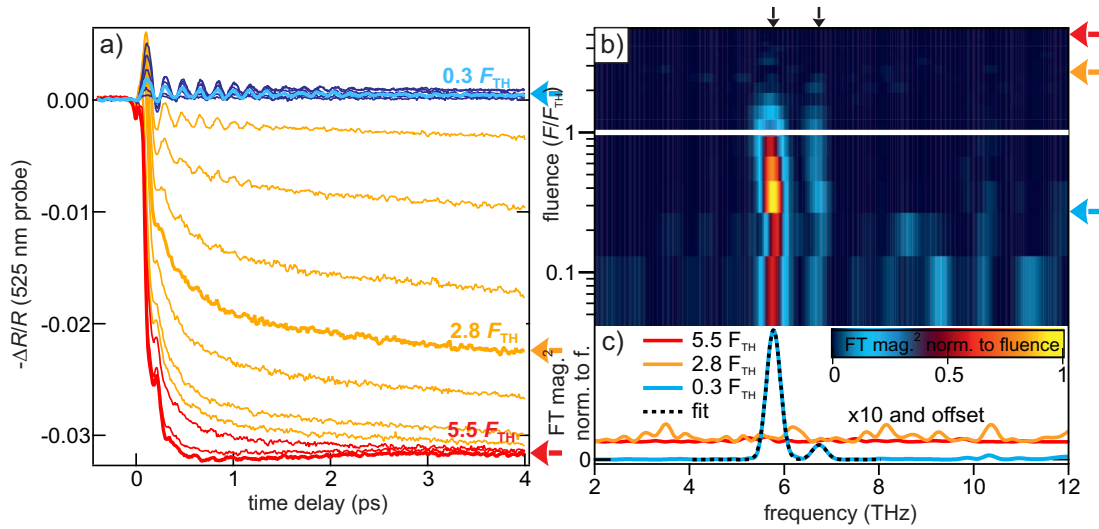 a)
0.3 F_TH
2.8 F_TH
5.5 F_TH
0.00
-0.01
-0.02
-0.03
-ΔR/R (525 nm probe)
0 1 2 3 4
time delay (ps)
b)
1
0.1
fluence (F/F_TH)
c)
5.5 F_TH
2.8 F_TH
0.3 F_TH
fit
FT mag.² norm. to fluence
0 0.5 1
x10 and offset
FT mag.²
norm. to f.
0
2 4 6 8 10 12
frequency (THz)